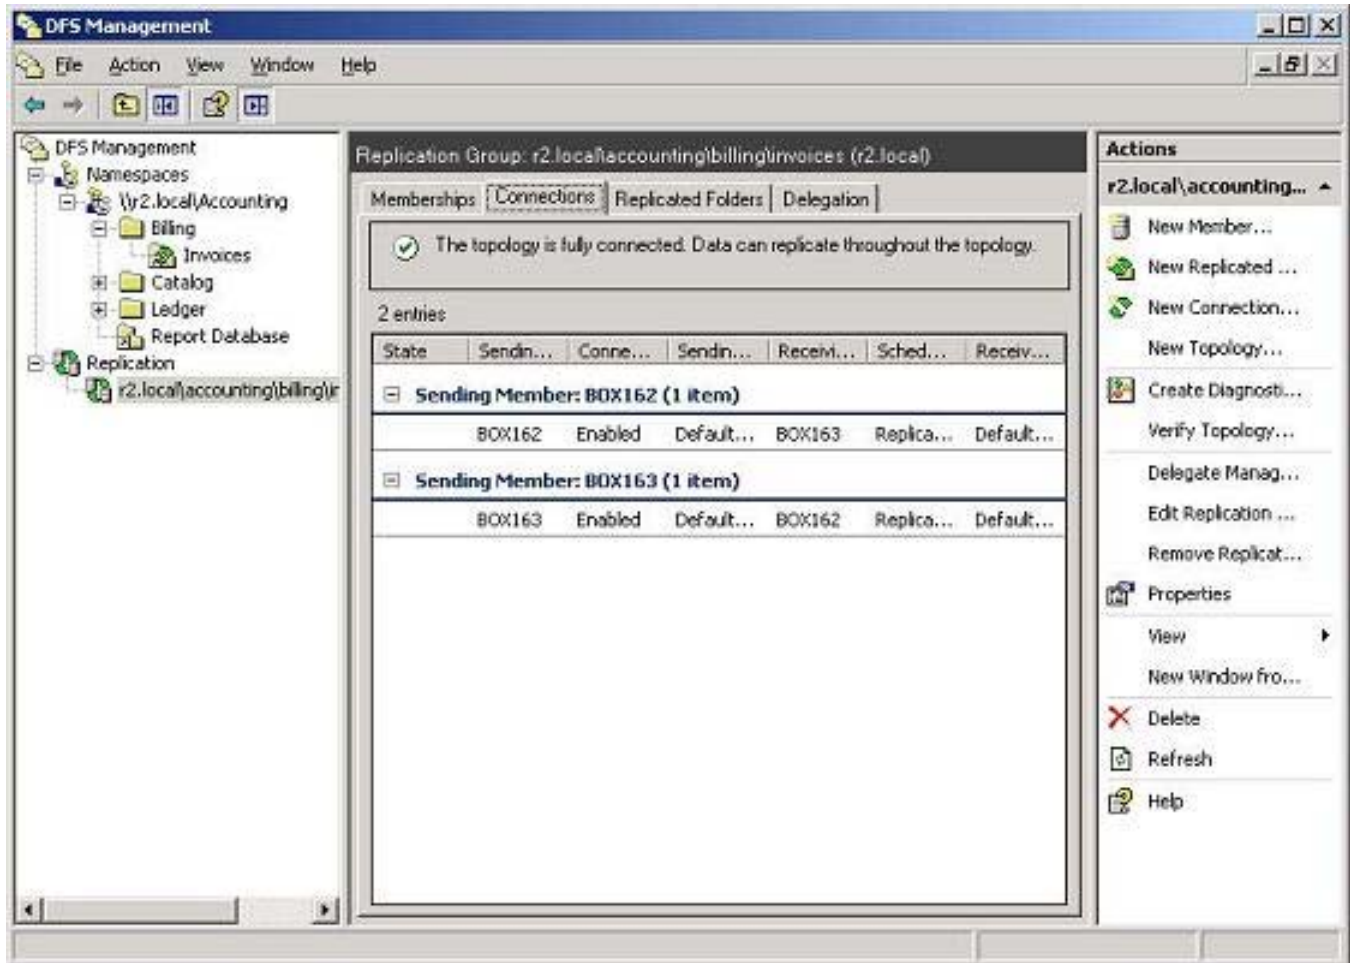 DFS Management
File Action View Window Help
DFS Management
Namespaces
\\r2.local\Accounting
Billing
Invoices
Catalog
Ledger
Report Database
Replication
r2.local\accounting\billing\ir
Replication Group: r2.local\accounting\billing\invoices (r2.local)
Memberships Connections Replicated Folders Delegation
The topology is fully connected. Data can replicate throughout the topology.
2 entries
State Sendin... Conne... Sendin... Receivi... Sched... Receiv...
Sending Member: BOX162 (1 item)
BOX162 Enabled Default... BOX163 Replica... Default...
Sending Member: BOX163 (1 item)
BOX163 Enabled Default... BOX162 Replica... Default...
Actions
r2.local\accounting...
New Member...
New Replicated ...
New Connection...
New Topology...
Create Diagnosti...
Verify Topology...
Delegate Manag...
Edit Replication ...
Remove Replicat...
Properties
View
New Window fro...
Delete
Refresh
Help